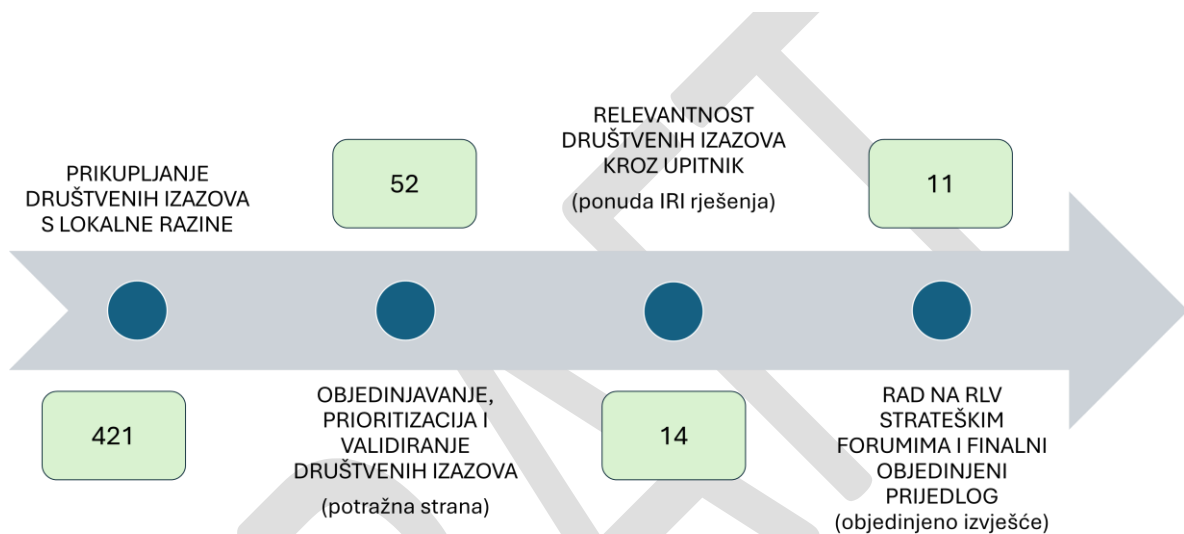 PRIKUPLJANJE
DRUŠTVENIH IZAZOVA
S LOKALNE RAZINE
421
52
OBJEDINJAVANJE,
PRIORITIZACIJA I
VALIDIRANJE
DRUŠTVENIH IZAZOVA
(potražna strana)
RELEVANTNOST
DRUŠTVENIH IZAZOVA
KROZ UPITNIK
(ponuda IRI rješenja)
14
11
RAD NA RLV
STRATEŠKIM
FORUMIMA I FINALNI
OBJEDINJENI
PRIJEDLOG
(objedinjeno izvješće)